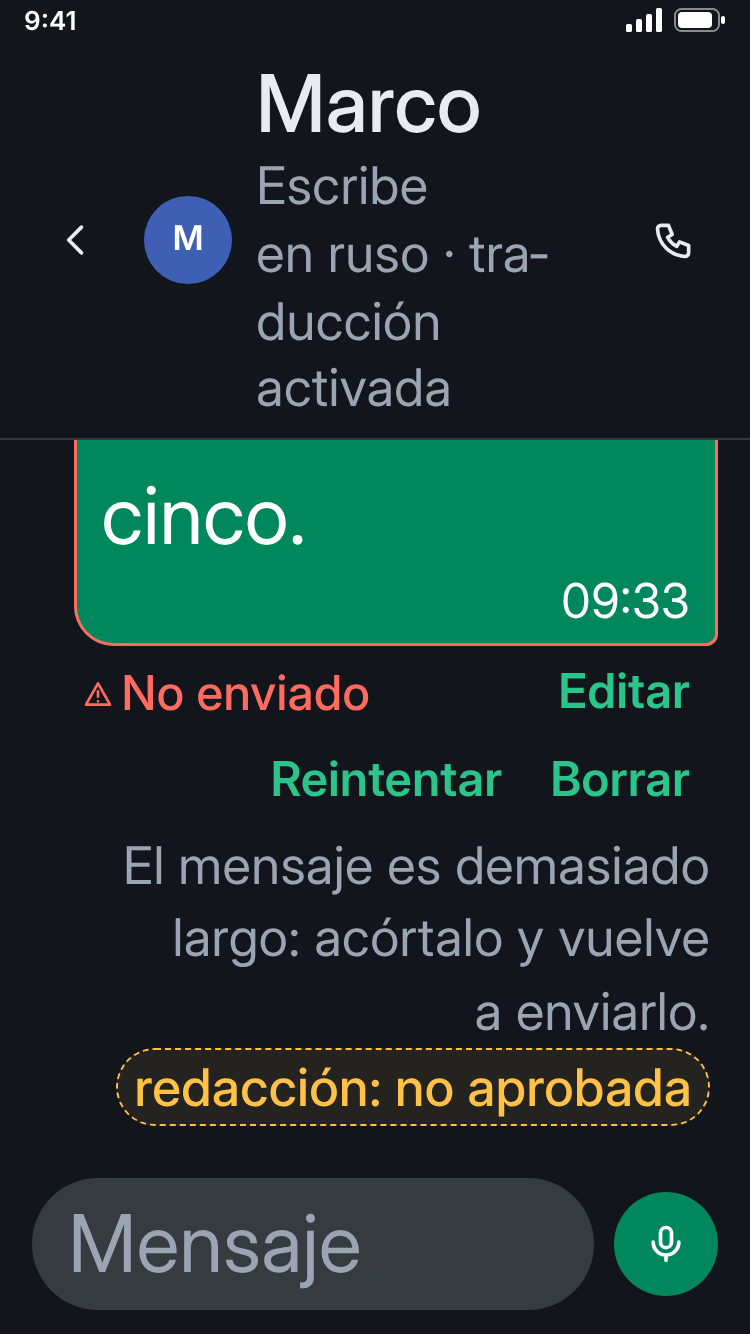 9:41
Marco
Escribe
en ruso · tra-
ducción
activada
M
cinco.
09:33
No enviado
Editar
Reintentar
Borrar
El mensaje es demasiado
largo: acórtalo y vuelve
a enviarlo.
redacción: no aprobada
Mensaje